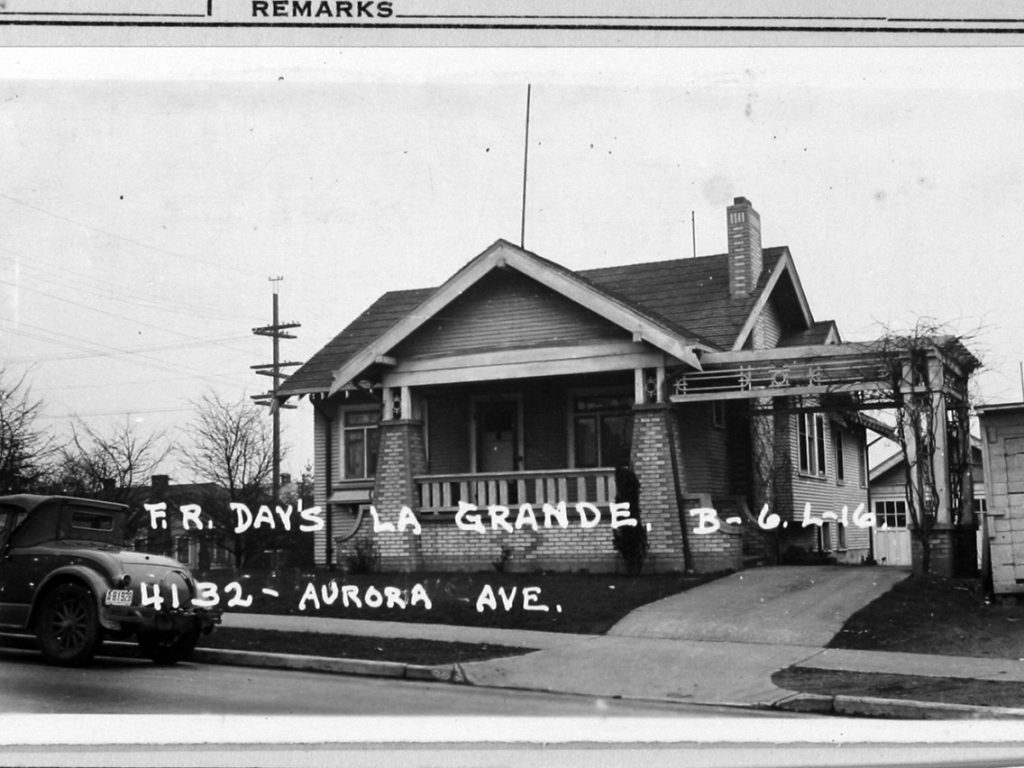 REMARKS
F.R. DAY'S LA GRANDE. B-6. L-16.
4132- AURORA AVE.